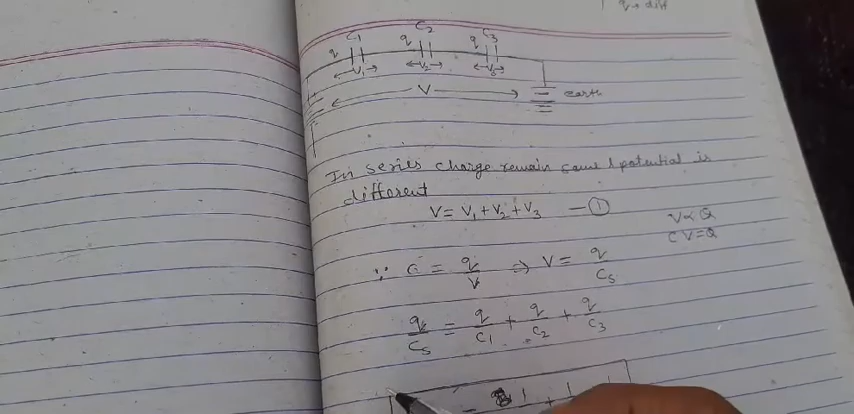 q → diff
C1 C2 C3
q q q
V1 V2 V3
V earth
In series charge remain same & potential is
different
V = V1 + V2 + V3 — ①
V ∝ Q
CV = Q
∵ C = q/V ⇒ V = q/Cs
q/Cs = q/C1 + q/C2 + q/C3